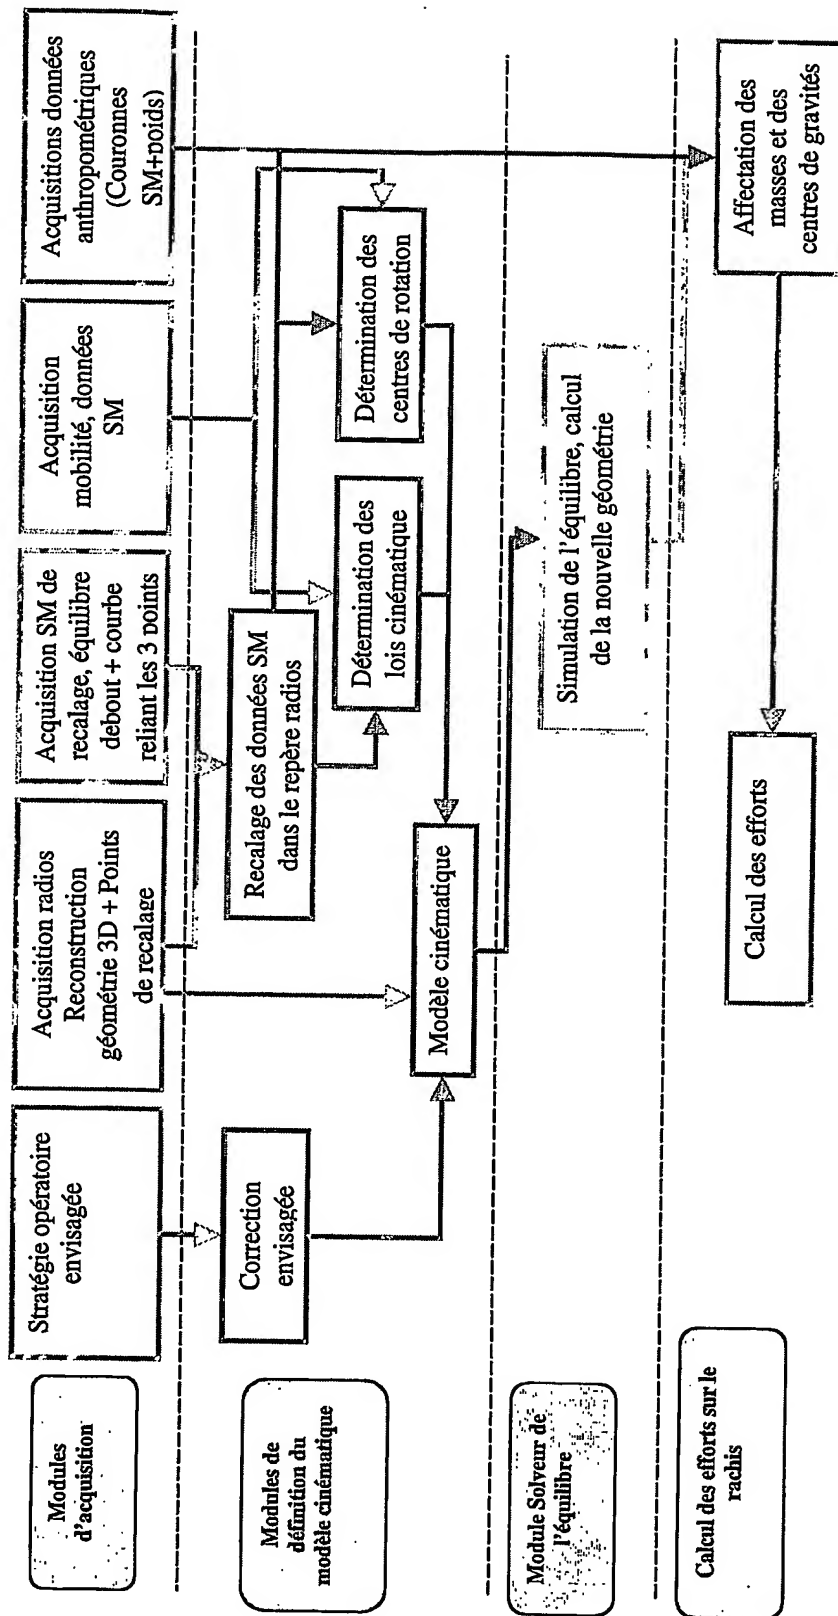 Modules
d'acquisition
Stratégie opératoire
envisagée
Acquisition radios
Reconstruction
géométrie 3D + Points
de recalage
Acquisition SM de
recalage, équilibre
debout + courbe
reliant les 3 points
Acquisition
mobilité, données
SM
Acquisitions données
anthropométriques
(Couronnes
SM+poids)
Modules de
définition du
modèle cinématique
Correction
envisagée
Recalage des données SM
dans le repère radios
Détermination des
lois cinématique
Détermination des
centres de rotation
Modèle cinématique
Module Solveur de
l'équilibre
Simulation de l'équilibre, calcul
de la nouvelle géométrie
Calcul des efforts sur le
rachis
Calcul des efforts
Affectation des
masses et des
centres de gravités